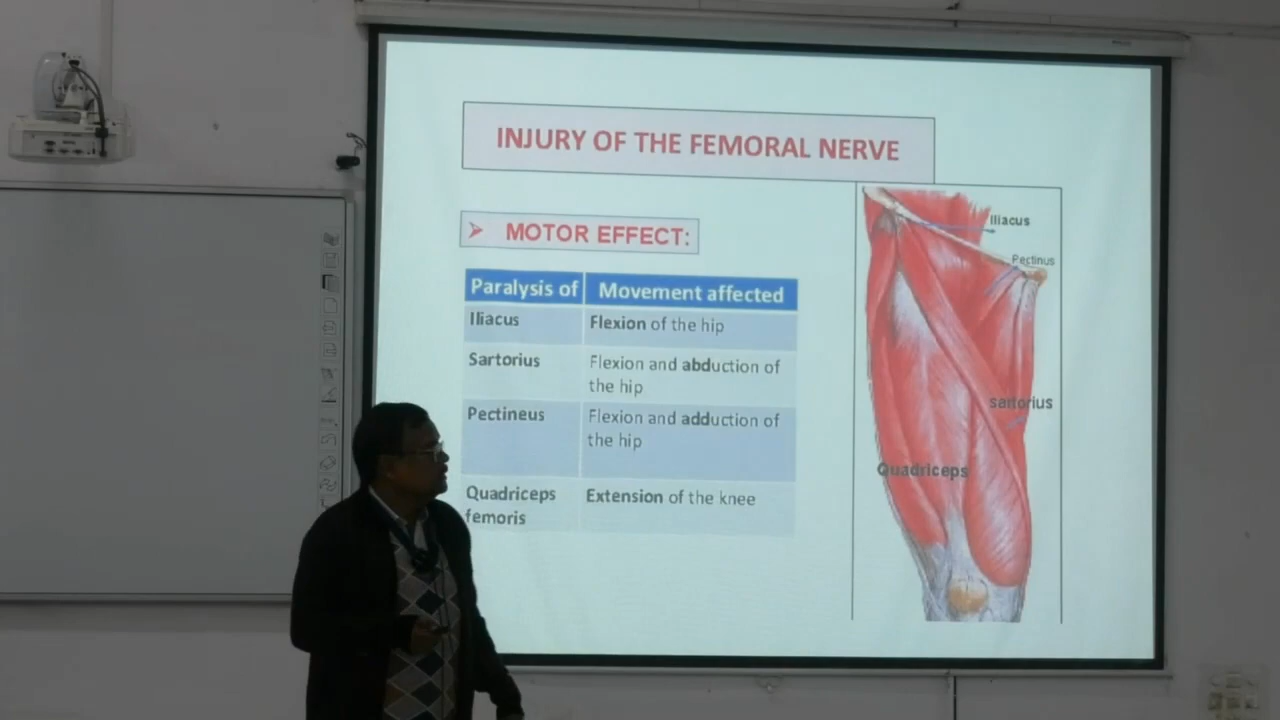 INJURY OF THE FEMORAL NERVE
MOTOR EFFECT:
Paralysis of Movement affected
Iliacus Flexion of the hip
Sartorius Flexion and abduction of
the hip
Pectineus Flexion and adduction of
the hip
Quadriceps Extension of the knee
femoris
Iliacus
Pectinus
sartorius
Quadriceps